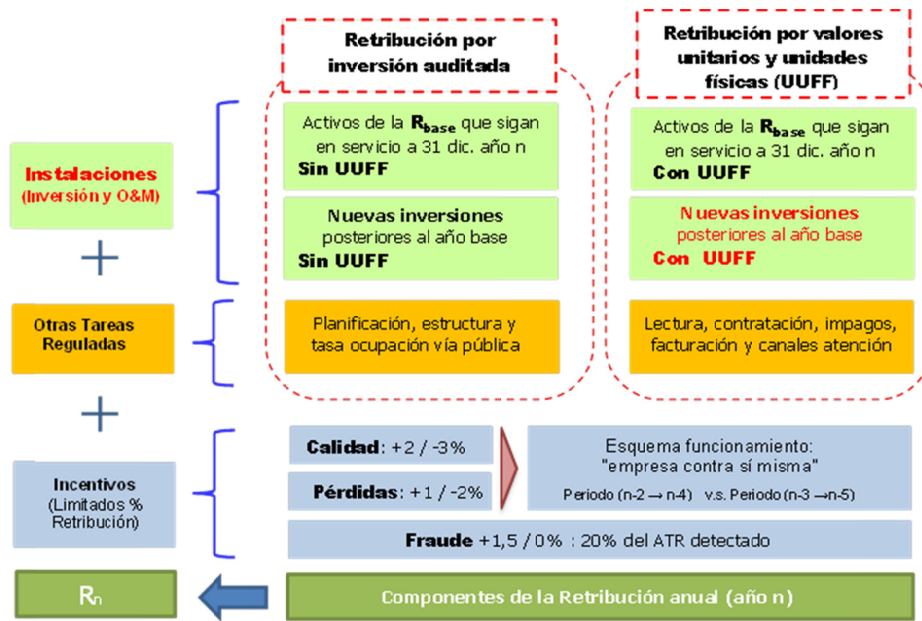 Retribución por
inversión auditada
Retribución por valores
unitarios y unidades
físicas (UUFF)
Instalaciones
(Inversión y O&M)
Activos de la Rbase que sigan
en servicio a 31 dic. año n
Sin UUFF
Activos de la Rbase que sigan
en servicio a 31 dic. año n
Con UUFF
Nuevas inversiones
posteriores al año base
Sin UUFF
Nuevas inversiones
posteriores al año base
Con UUFF
+
Otras Tareas
Reguladas
Planificación, estructura y
tasa ocupación vía pública
Lectura, contratación, impagos,
facturación y canales atención
+
Incentivos
(Limitados %
Retribución)
Calidad: +2 / -3%
Pérdidas: +1 / -2%
Esquema funcionamiento:
"empresa contra sí misma"
Periodo (n-2 → n-4) v.s. Periodo (n-3 →n-5)
Fraude +1,5 / 0% : 20% del ATR detectado
Rn
Componentes de la Retribución anual (año n)